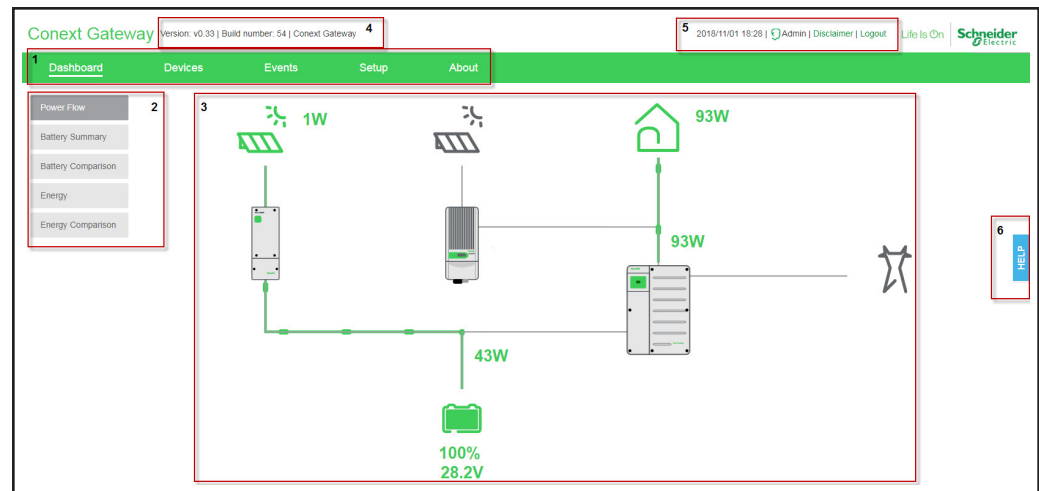 Conext Gateway
Version: v0.33 | Build number: 54 | Conext Gateway
4
5
2018/11/01 18:28 | Admin | Disclaimer | Logout
Life Is On
Schneider
Electric
1
Dashboard
Devices
Events
Setup
About
Power Flow
2
Battery Summary
Battery Comparison
Energy
Energy Comparison
3
1W
93W
93W
43W
100%
28.2V
6
HELP